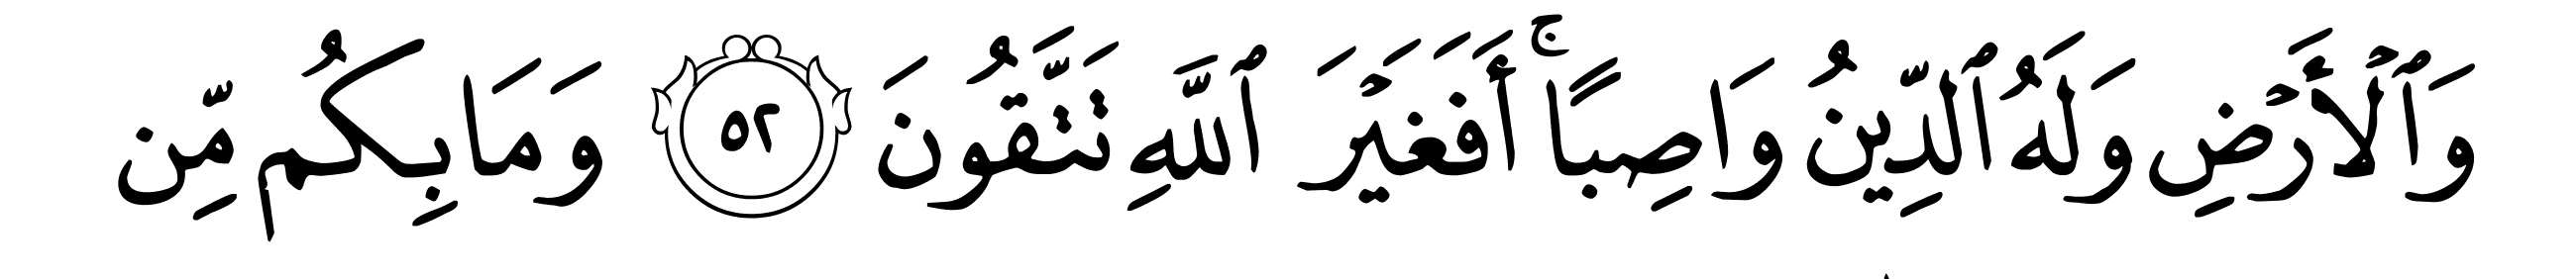 وَٱلۡأَرۡضِ وَلَهُ ٱلدِّينُ وَاصِبًاۚ أَفَغَيۡرَ ٱللَّهِ تَتَّقُونَ ٥٢ وَمَا بِكُم مِّن